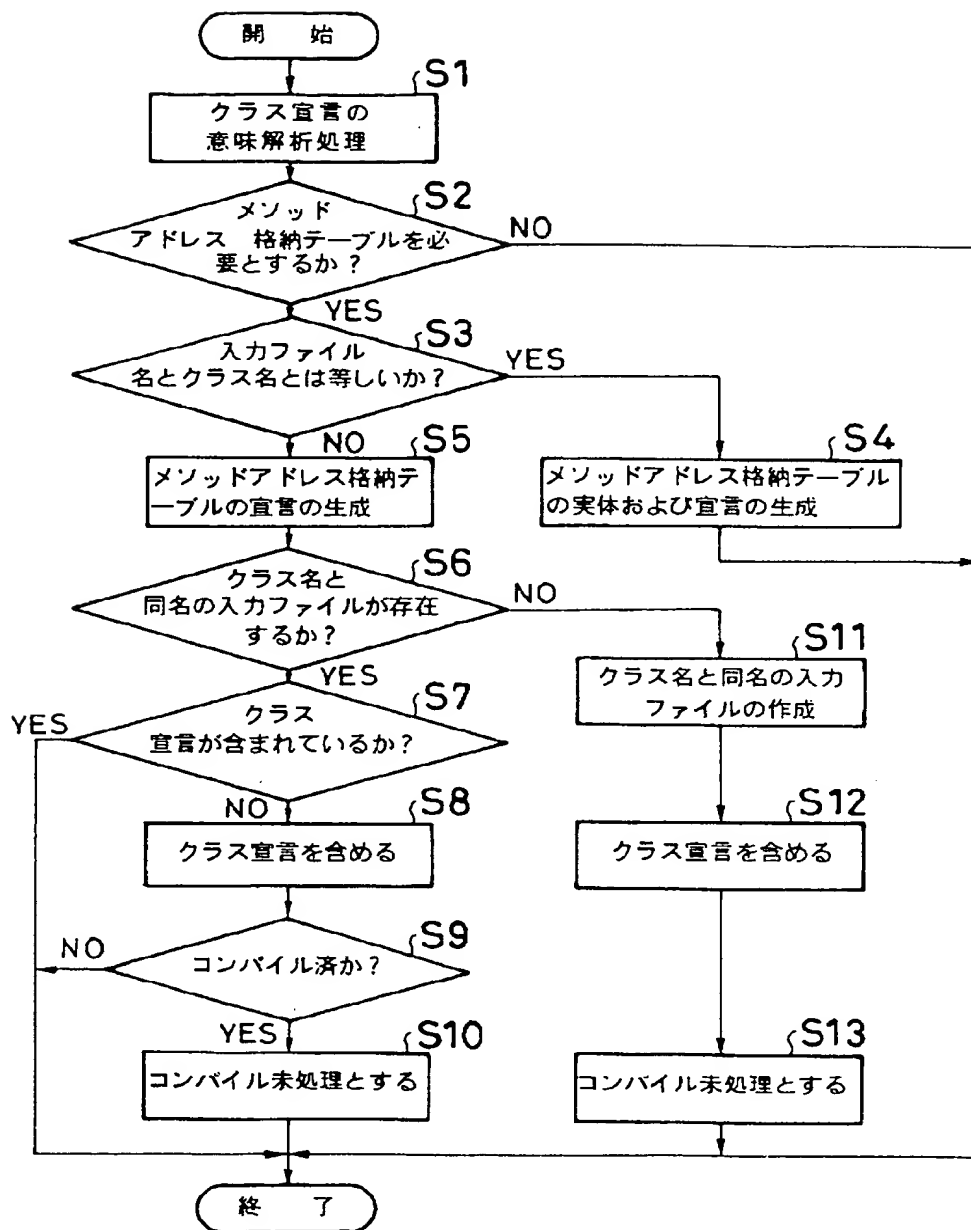 開 始
S1
クラス宣言の
意味解析処理
S2
メソッド
アドレス 格納テーブルを必
要とするか?
NO
YES
S3
入力ファイル
名とクラス名とは等しいか?
YES
NO
S5
メソッドアドレス格納テ
ーブルの宣言の生成
S4
メソッドアドレス格納テーブル
の実体および宣言の生成
S6
クラス名と
同名の入力ファイルが存在
するか?
NO
YES
S11
クラス名と同名の入力
ファイルの作成
S7
クラス
宣言が含まれているか?
YES
NO
S8
クラス宣言を含める
S12
クラス宣言を含める
S9
コンパイル済か?
NO
YES
S10
コンパイル未処理とする
S13
コンパイル未処理とする
終 了